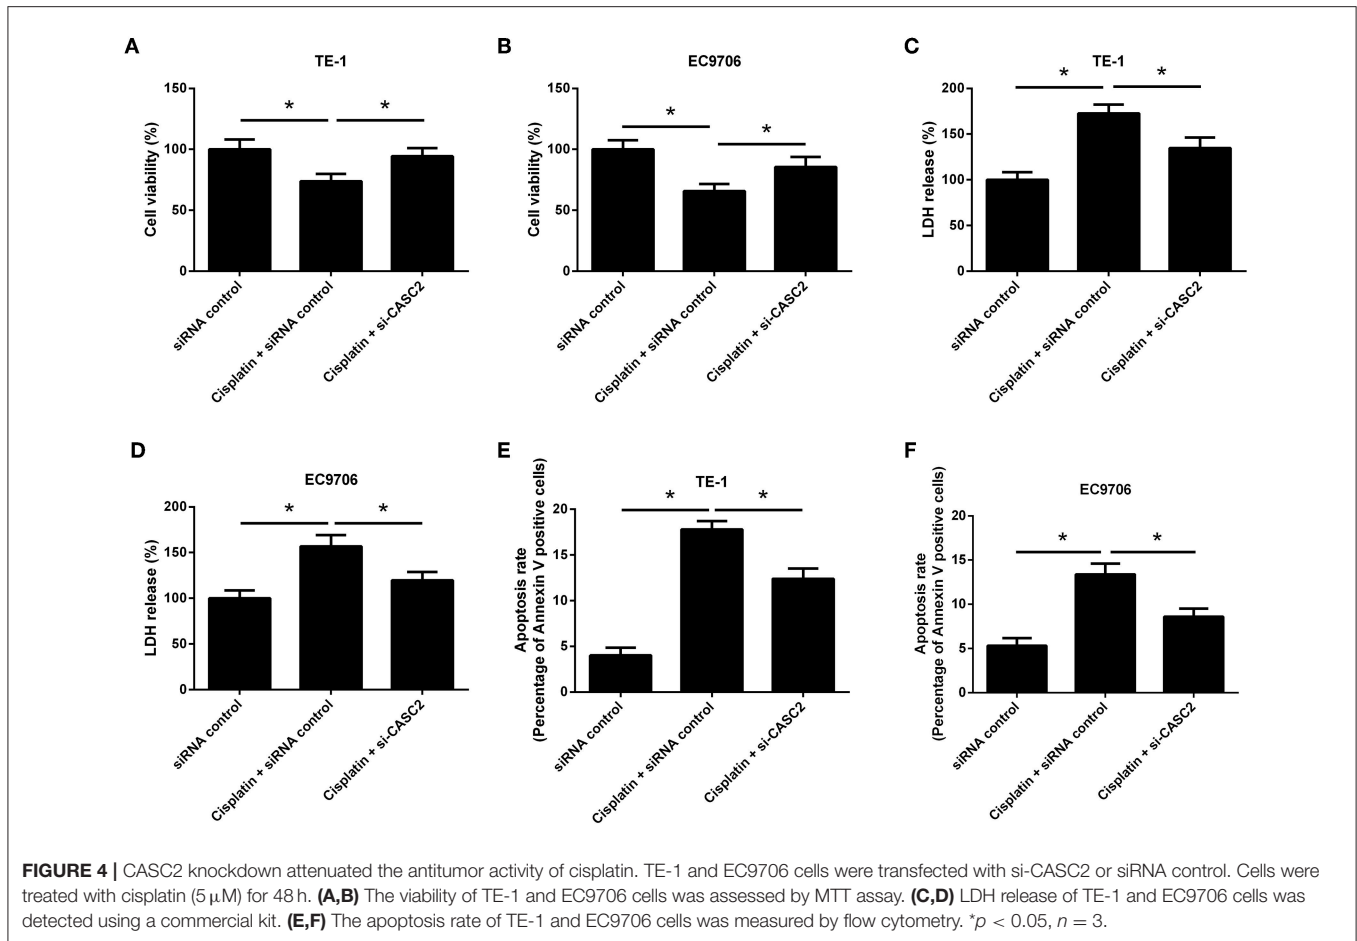 A
TE-1
Cell viability (%)
150
100
50
0
*
*
siRNA control
Cisplatin + siRNA control
Cisplatin + si-CASC2
B
EC9706
Cell viability (%)
150
100
50
0
*
*
siRNA control
Cisplatin + siRNA control
Cisplatin + si-CASC2
C
TE-1
LDH release (%)
200
150
100
50
0
*
*
siRNA control
Cisplatin + siRNA control
Cisplatin + si-CASC2
D
EC9706
LDH release (%)
200
150
100
50
0
*
*
siRNA control
Cisplatin + siRNA control
Cisplatin + si-CASC2
E
TE-1
Apoptosis rate
(Percentage of Annexin V positive cells)
20
15
10
5
0
*
*
siRNA control
Cisplatin + siRNA control
Cisplatin + si-CASC2
F
EC9706
Apoptosis rate
(Percentage of Annexin V positive cells)
20
15
10
5
0
*
*
siRNA control
Cisplatin + siRNA control
Cisplatin + si-CASC2
FIGURE 4 | CASC2 knockdown attenuated the antitumor activity of cisplatin. TE-1 and EC9706 cells were transfected with si-CASC2 or siRNA control. Cells were
treated with cisplatin (5 μM) for 48 h. (A,B) The viability of TE-1 and EC9706 cells was assessed by MTT assay. (C,D) LDH release of TE-1 and EC9706 cells was
detected using a commercial kit. (E,F) The apoptosis rate of TE-1 and EC9706 cells was measured by flow cytometry. *p < 0.05, n = 3.